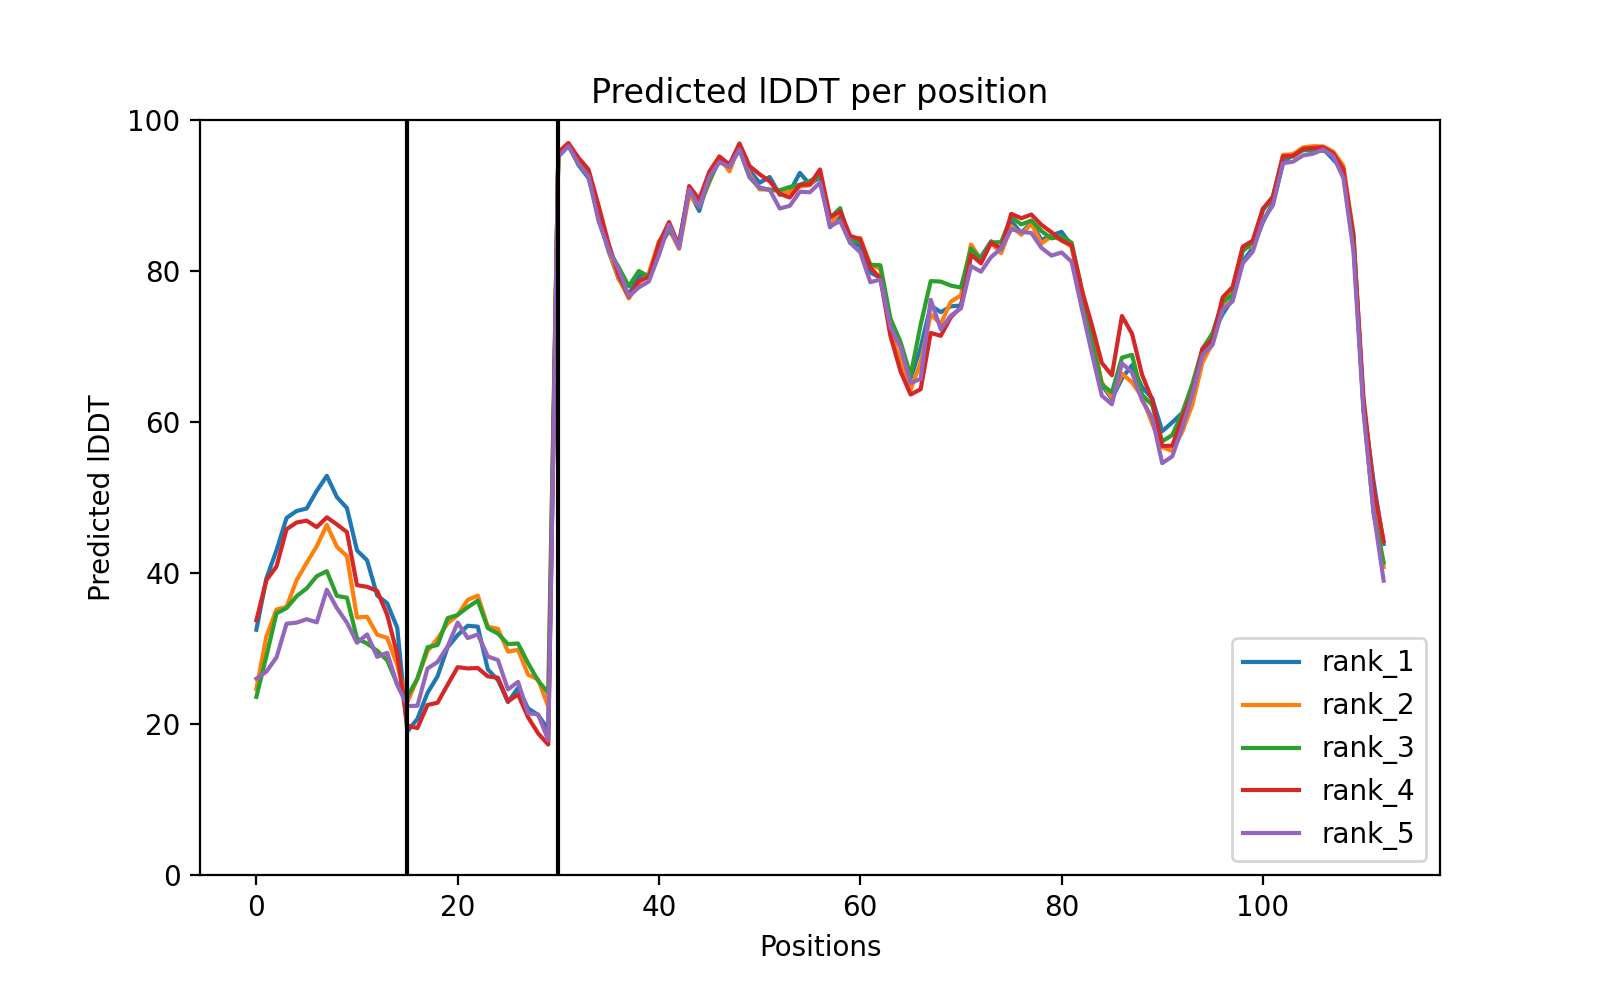 Predicted lDDT per position
100
80
60
40
20
0
Predicted lDDT
0 20 40 60 80 100
Positions
rank_1
rank_2
rank_3
rank_4
rank_5